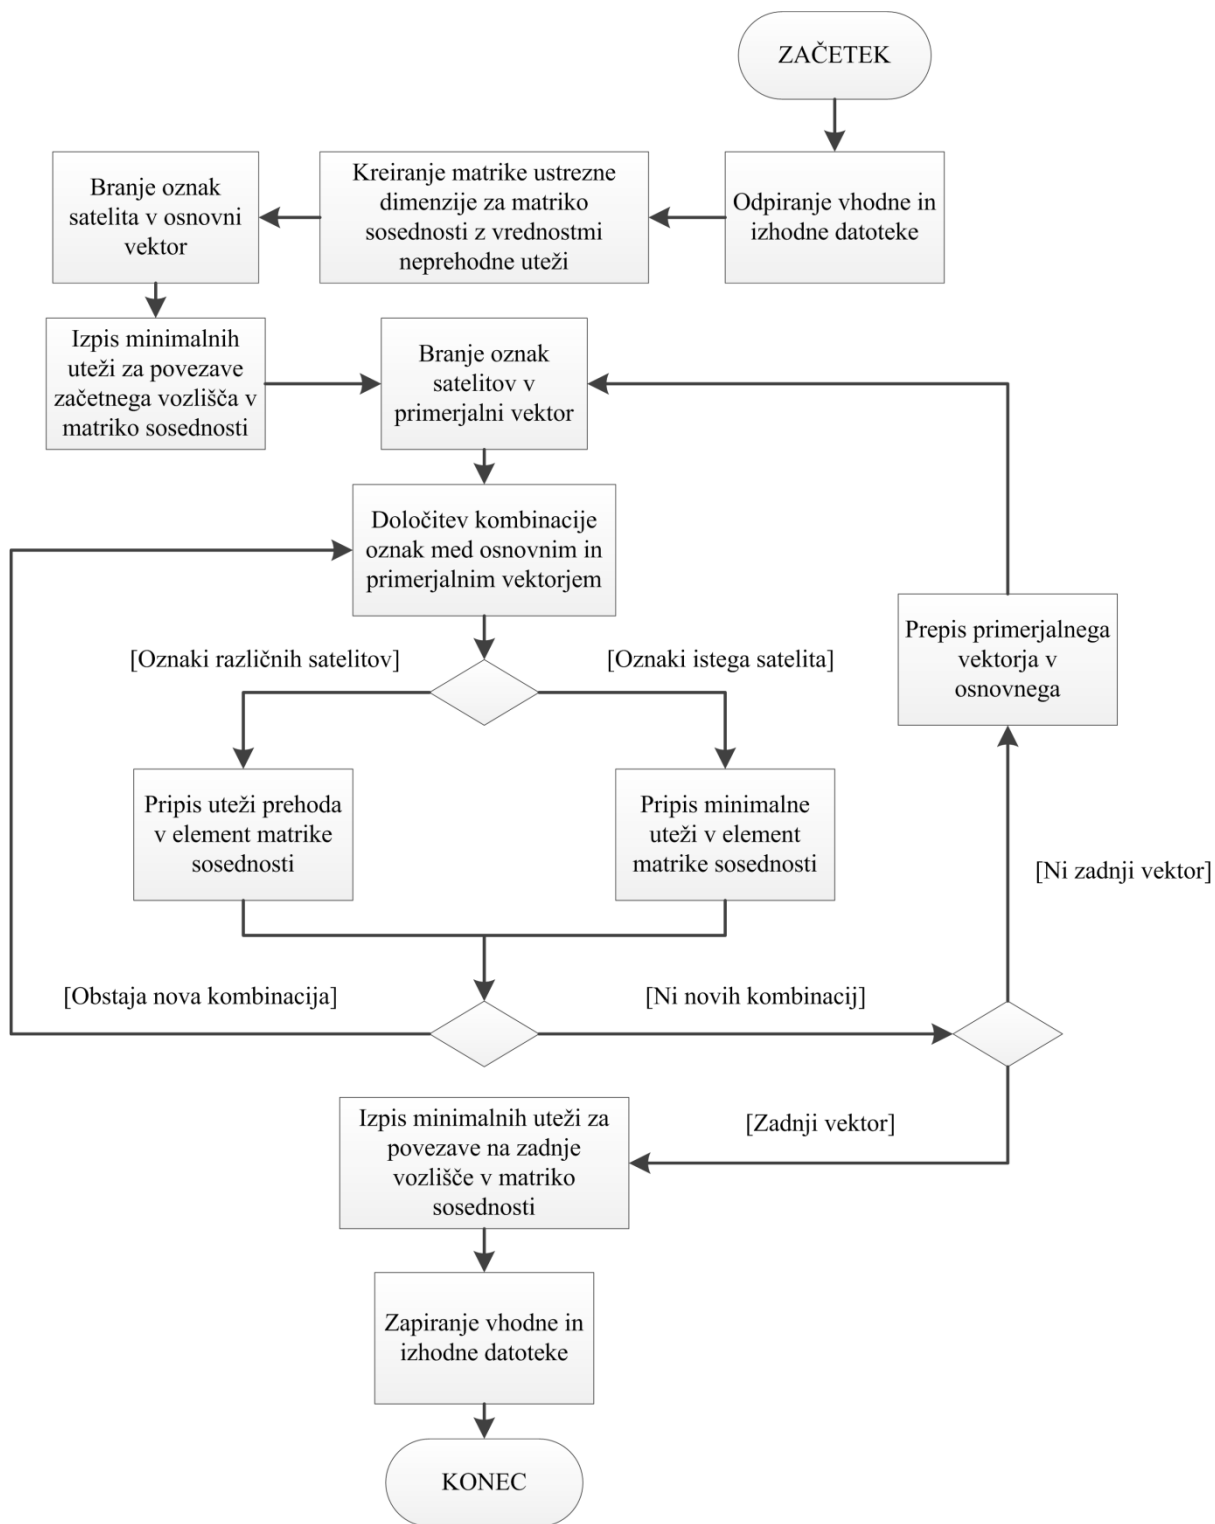 ZAČETEK
Odpiranje vhodne in
izhodne datoteke
Kreiranje matrike ustrezne
dimenzije za matriko
sosednosti z vrednostmi
neprehodne uteži
Branje oznak
satelita v osnovni
vektor
Izpis minimalnih
uteži za povezave
začetnega vozlišča v
matriko sosednosti
Branje oznak
satelitov v
primerjalni vektor
Določitev kombinacije
oznak med osnovnim in
primerjalnim vektorjem
[Oznaki različnih satelitov]
[Oznaki istega satelita]
Pripis uteži prehoda
v element matrike
sosednosti
Pripis minimalne
uteži v element
matrike sosednosti
[Obstaja nova kombinacija]
[Ni novih kombinacij]
[Ni zadnji vektor]
Prepis primerjalnega
vektorja v
osnovnega
[Zadnji vektor]
Izpis minimalnih uteži za
povezave na zadnje
vozlišče v matriko
sosednosti
Zapiranje vhodne in
izhodne datoteke
KONEC